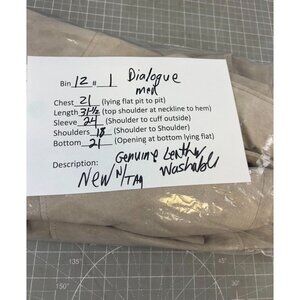 Bin 12 # 1 Dialogue
men
Chest 21 (lying flat pit to pit)
Length 31-1/2 (top shoulder at neckline to hem)
Sleeve 24 (Shoulder to cuff outside)
Shoulders 18 (Shoulder to Shoulder)
Bottom 21 (Opening at bottom lying flat)
Genuine Leather
Description: Washable
New N/TAG